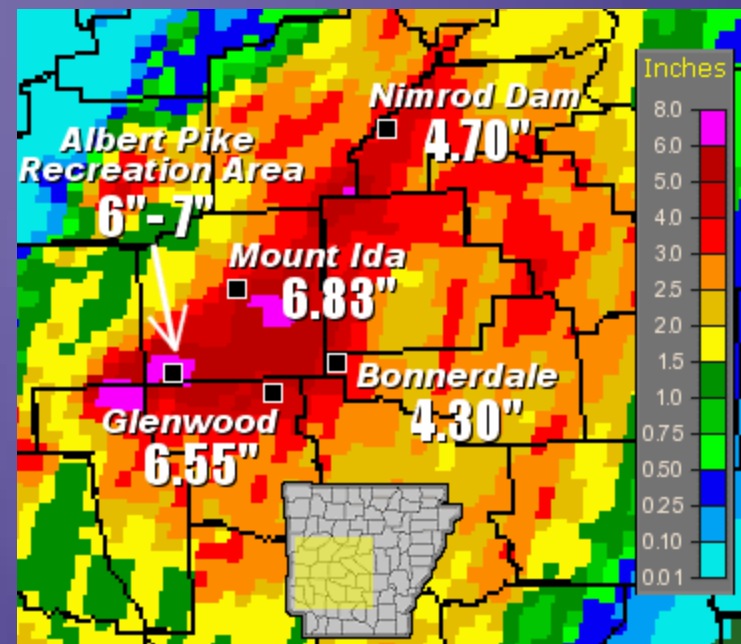 Inches
Nimrod Dam
4.70"
Albert Pike
Recreation Area
6"- 7"
Mount Ida
6.83"
Bonnerdale
4.30"
Glenwood
6.55"
8.0
6.0
5.0
4.0
3.0
2.5
2.0
1.5
1.0
0.75
0.50
0.25
0.10
0.01